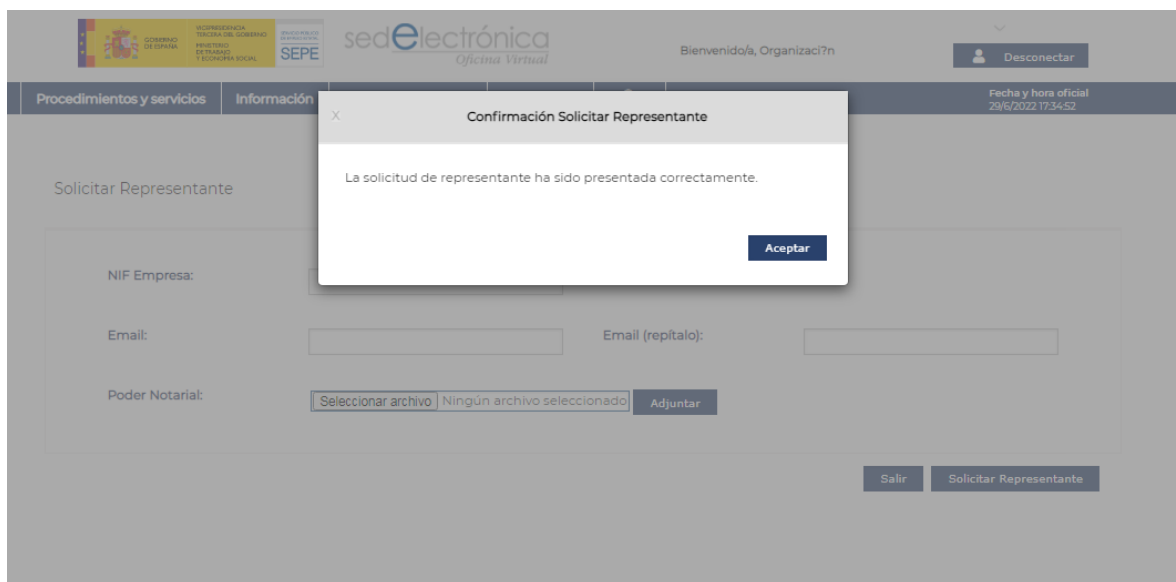 GOBIERNO
DE ESPAÑA
VICEPRESIDENCIA
TERCERA DEL GOBIERNO
MINISTERIO
DE TRABAJO
Y ECONOMÍA SOCIAL
SEPE
sedelectrónica
Oficina Virtual
Bienvenido/a, Organizaci?n
Desconectar
Procedimientos y servicios
Información
Fecha y hora oficial
29/6/2022 17:34:52
X
Confirmación Solicitar Representante
La solicitud de representante ha sido presentada correctamente.
Aceptar
Solicitar Representante
NIF Empresa:
Email:
Email (repítalo):
Poder Notarial:
Seleccionar archivo Ningún archivo seleccionado
Adjuntar
Salir
Solicitar Representante